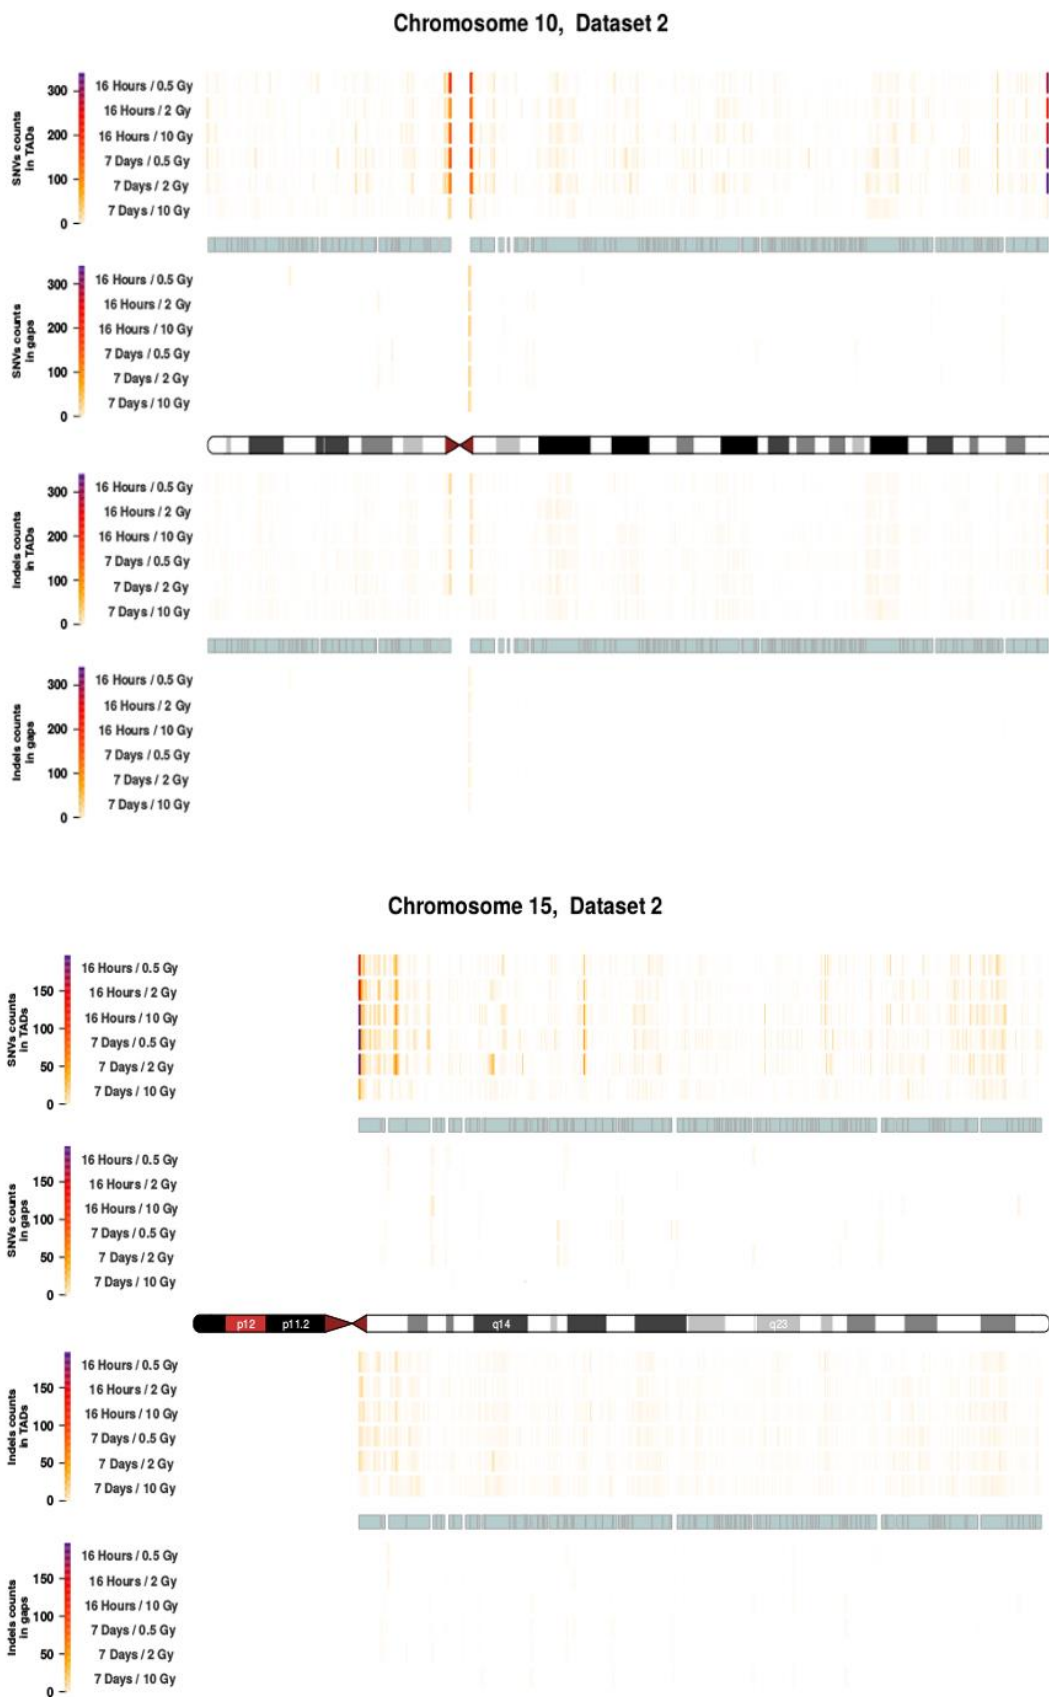 Chromosome 10,  Dataset 2
SNVs counts
in TADs
300
200
100
0
16 Hours / 0.5 Gy
16 Hours / 2 Gy
16 Hours / 10 Gy
7 Days / 0.5 Gy
7 Days / 2 Gy
7 Days / 10 Gy
SNVs counts
in gaps
300
200
100
0
16 Hours / 0.5 Gy
16 Hours / 2 Gy
16 Hours / 10 Gy
7 Days / 0.5 Gy
7 Days / 2 Gy
7 Days / 10 Gy
Indels counts
in TADs
300
200
100
0
16 Hours / 0.5 Gy
16 Hours / 2 Gy
16 Hours / 10 Gy
7 Days / 0.5 Gy
7 Days / 2 Gy
7 Days / 10 Gy
Indels counts
in gaps
300
200
100
0
16 Hours / 0.5 Gy
16 Hours / 2 Gy
16 Hours / 10 Gy
7 Days / 0.5 Gy
7 Days / 2 Gy
7 Days / 10 Gy
Chromosome 15,  Dataset 2
SNVs counts
in TADs
150
100
50
0
16 Hours / 0.5 Gy
16 Hours / 2 Gy
16 Hours / 10 Gy
7 Days / 0.5 Gy
7 Days / 2 Gy
7 Days / 10 Gy
SNVs counts
in gaps
150
100
50
0
16 Hours / 0.5 Gy
16 Hours / 2 Gy
16 Hours / 10 Gy
7 Days / 0.5 Gy
7 Days / 2 Gy
7 Days / 10 Gy
p12 p11.2 q14 q23
Indels counts
in TADs
150
100
50
0
16 Hours / 0.5 Gy
16 Hours / 2 Gy
16 Hours / 10 Gy
7 Days / 0.5 Gy
7 Days / 2 Gy
7 Days / 10 Gy
Indels counts
in gaps
150
100
50
0
16 Hours / 0.5 Gy
16 Hours / 2 Gy
16 Hours / 10 Gy
7 Days / 0.5 Gy
7 Days / 2 Gy
7 Days / 10 Gy